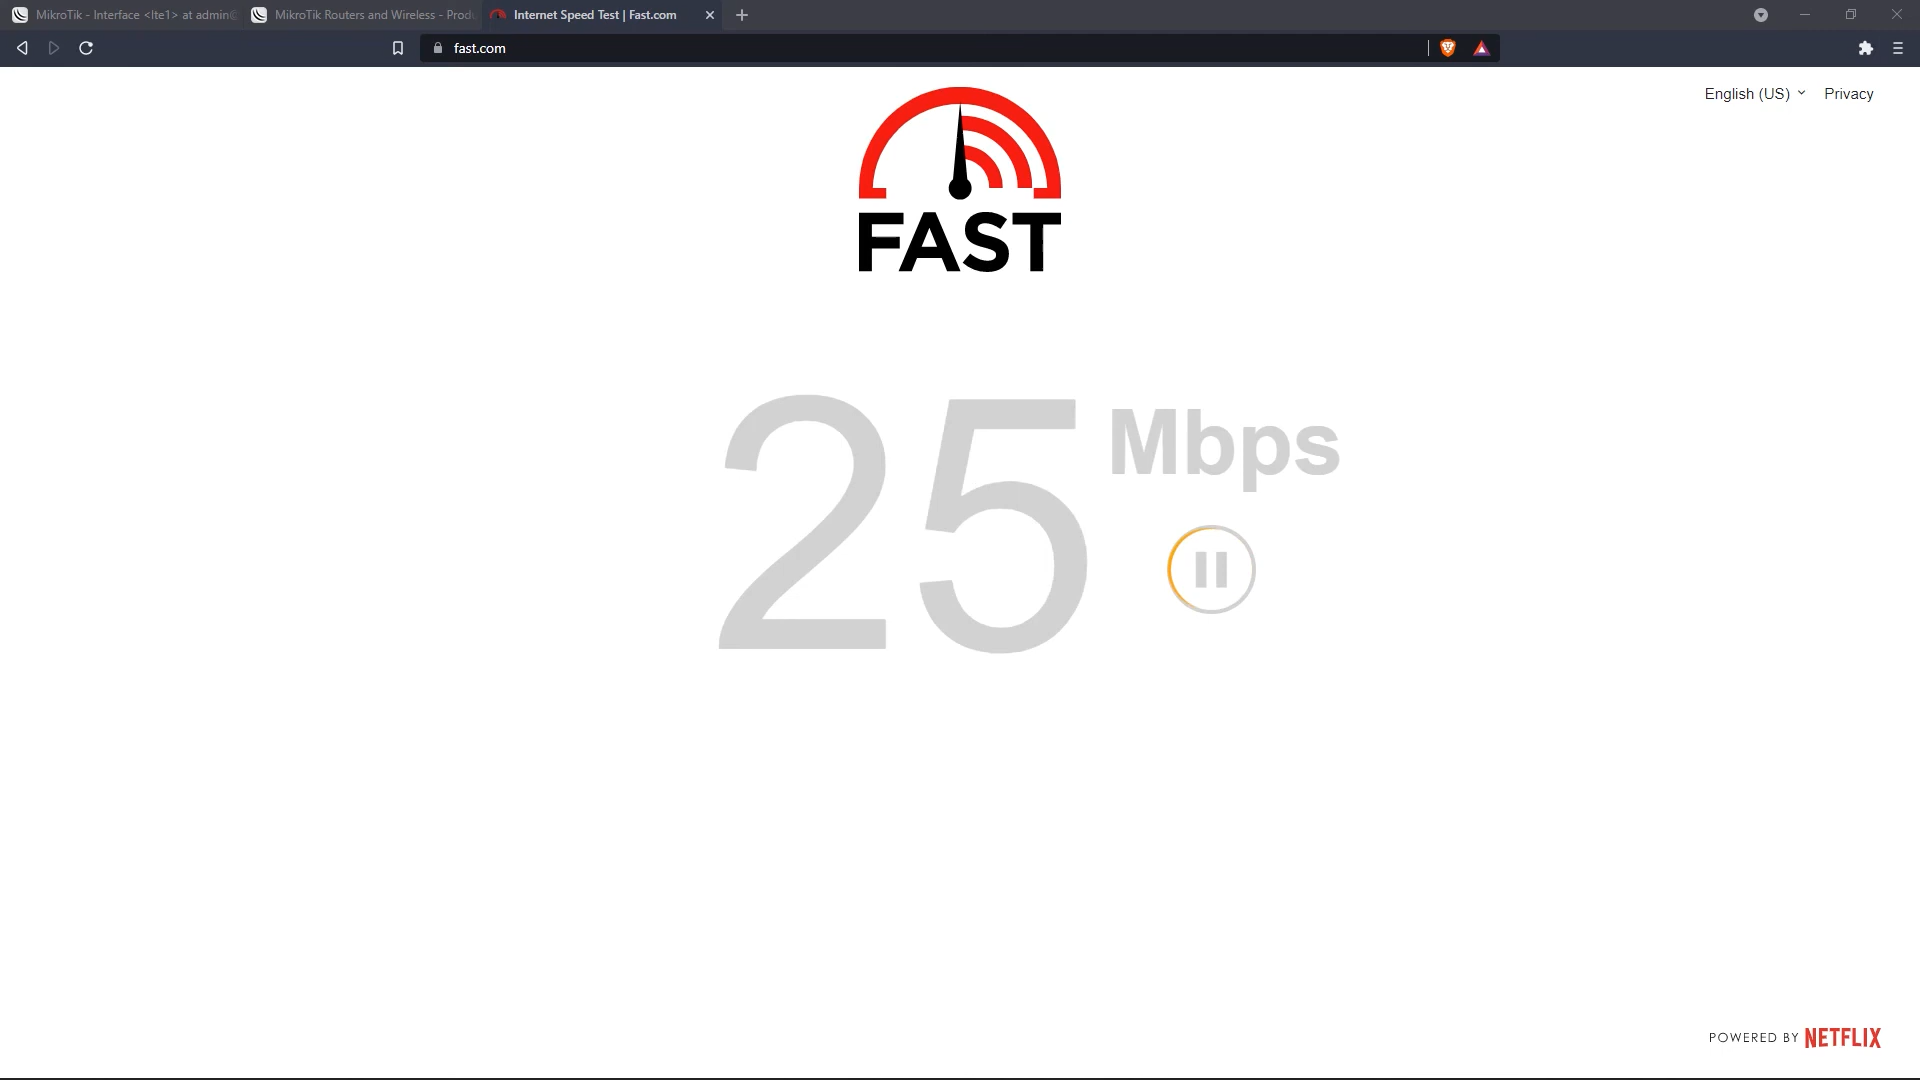 MikroTik - Interface <lte1> at admin@
MikroTik Routers and Wireless - Produ
Internet Speed Test | Fast.com
fast.com
English (US)
Privacy
FAST
25 Mbps
POWERED BY NETFLIX